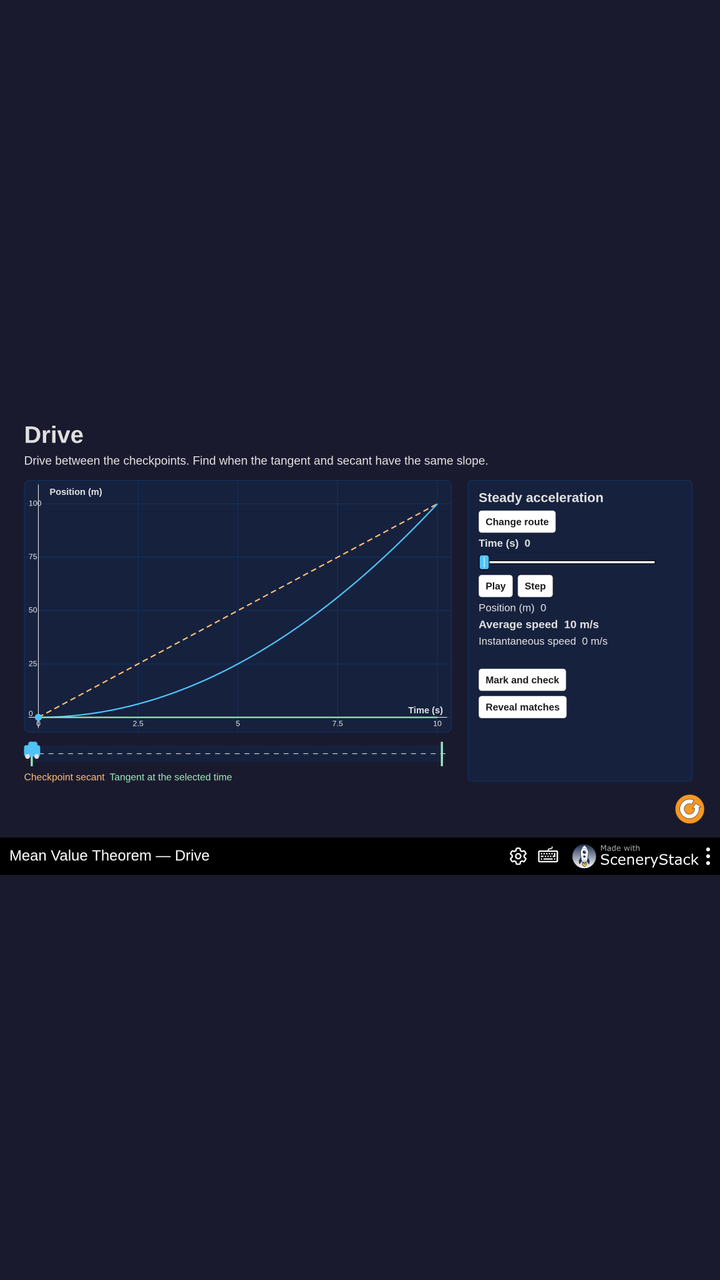 Drive
Drive between the checkpoints. Find when the tangent and secant have the same slope.
Position (m)
100
75
50
25
0
Time (s)
0
2.5
5
7.5
10
Checkpoint secant Tangent at the selected time
Steady acceleration
Change route
Time (s) 0
Play
Step
Position (m) 0
Average speed 10 m/s
Instantaneous speed 0 m/s
Mark and check
Reveal matches
Mean Value Theorem — Drive
Made with
SceneryStack